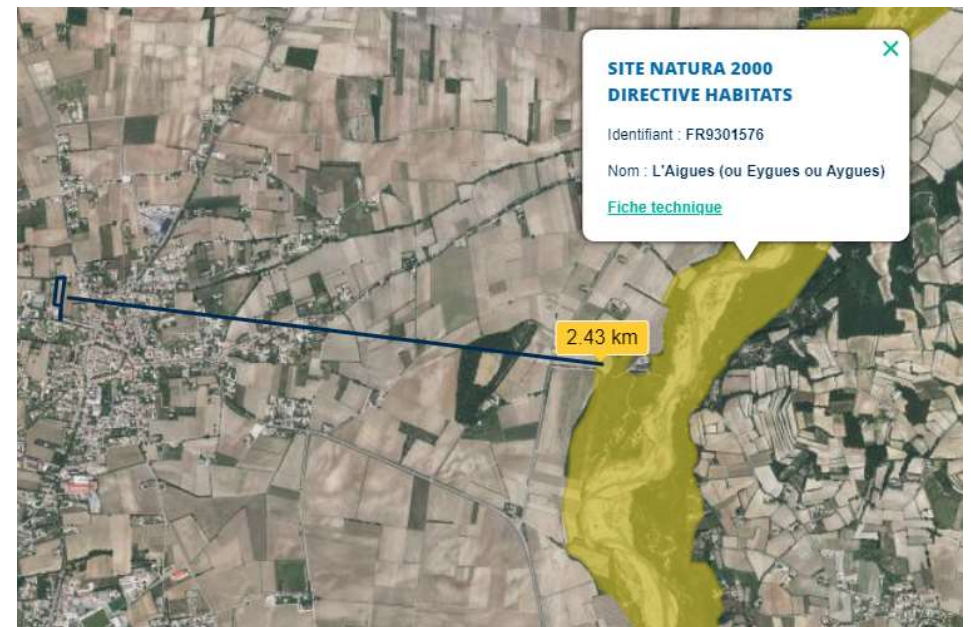 SITE NATURA 2000
DIRECTIVE HABITATS
Identifiant : FR9301576
Nom : L'Aigues (ou Eygues ou Aygues)
Fiche technique
2.43 km